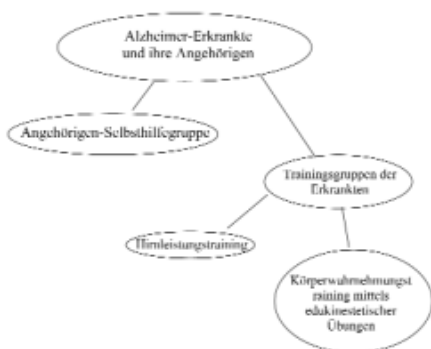 Alzheimer-Erkrankte
und ihre Angehörigen
Angehörigen-Selbsthilfegruppe
Trainingsgruppen der
Erkrankten
Hirnleistungstraining
Körperwahrnehmungst
raining mittels
edukinestetischer
Übungen